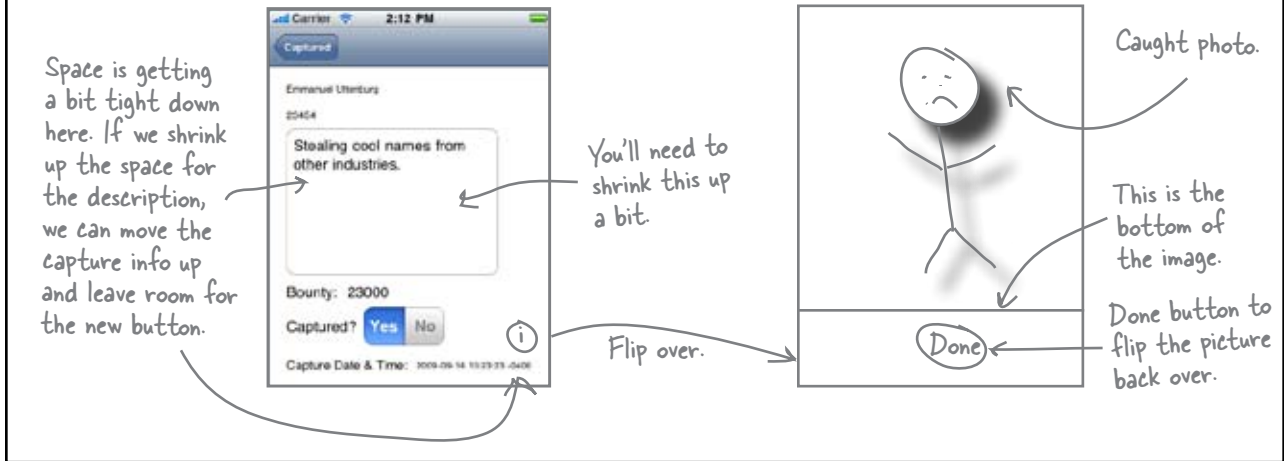 Space is getting
a bit tight down
here. If we shrink
up the space for
the description,
we can move the
capture info up
and leave room for
the new button.
Carrier 2:12 PM
Captured
Emmanuel
23454
Stealing cool names from
other industries.
Bounty: 23000
Captured? Yes No
i
Capture Date & Time:
You'll need to
shrink this up
a bit.
Flip over.
Caught photo.
This is the
bottom of
the image.
Done
Done button to
flip the picture
back over.